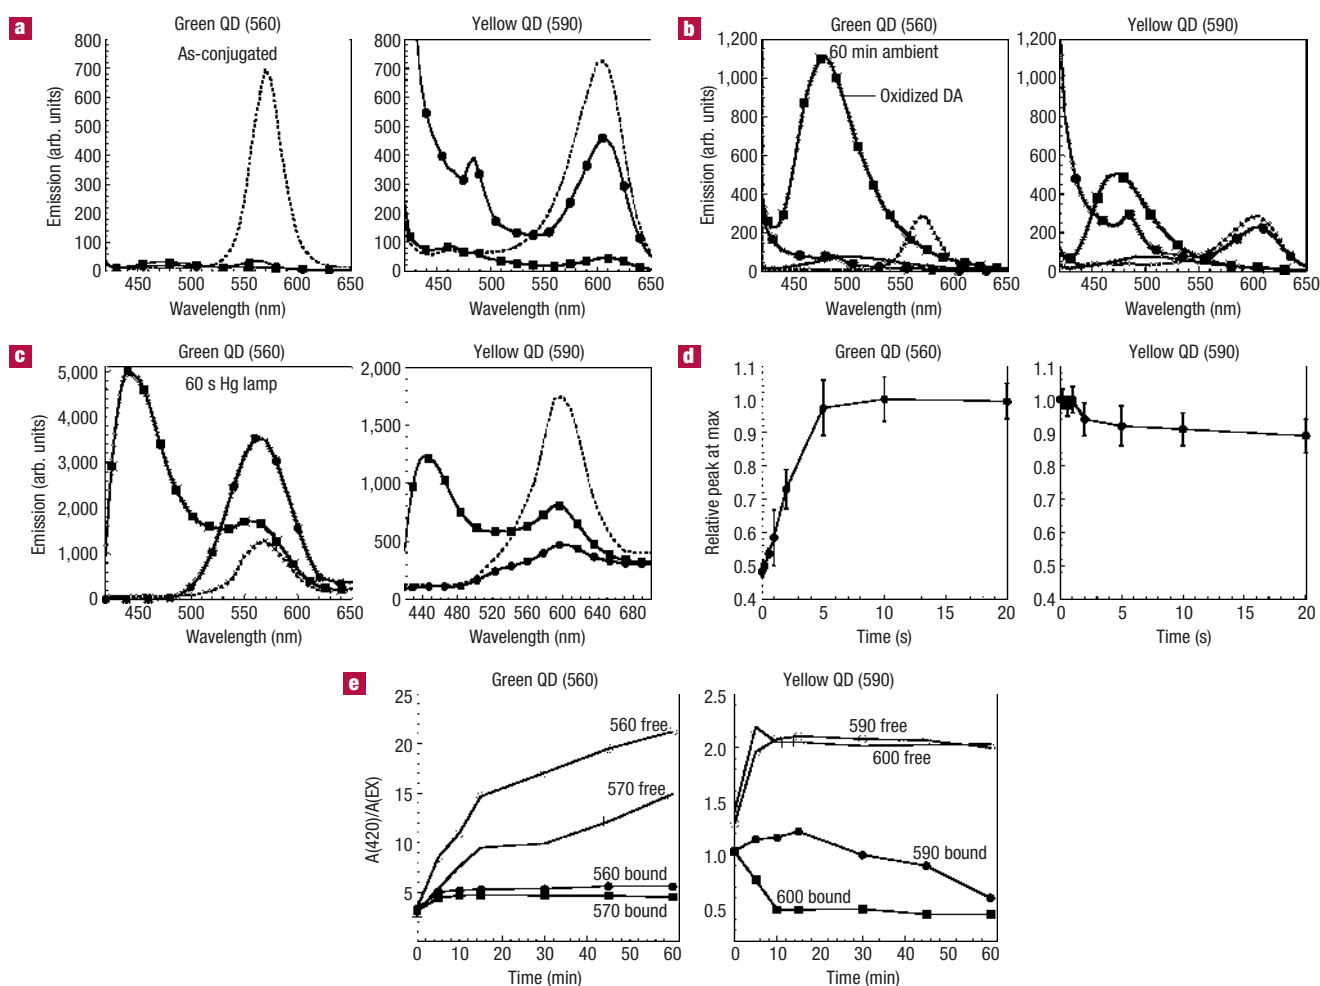 a
Green QD (560)
As-conjugated
Emission (arb. units)
800
700
600
500
400
300
200
100
0
450 500 550 600 650
Wavelength (nm)
Yellow QD (590)
800
700
600
500
400
300
200
100
0
450 500 550 600 650
Wavelength (nm)
b
Green QD (560)
60 min ambient
Oxidized DA
Emission (arb. units)
1,200
1,000
800
600
400
200
0
450 500 550 600 650
Wavelength (nm)
Yellow QD (590)
1,200
1,000
800
600
400
200
0
450 500 550 600 650
Wavelength (nm)
c
Green QD (560)
60 s Hg lamp
Emission (arb. units)
5,000
4,000
3,000
2,000
1,000
0
450 500 550 600 650
Wavelength (nm)
Yellow QD (590)
2,000
1,500
1,000
500
0
440 480 520 560 600 640 680
Wavelength (nm)
d
Green QD (560)
Relative peak at max
1.1
1.0
0.9
0.8
0.7
0.6
0.5
0.4
0 5 10 15 20
Time (s)
Yellow QD (590)
1.1
1.0
0.9
0.8
0.7
0.6
0.5
0.4
0 5 10 15 20
Time (s)
e
Green QD (560)
A(420)/A(EX)
25
20
15
10
5
560 free
570 free
560 bound
570 bound
0 10 20 30 40 50 60
Time (min)
Yellow QD (590)
2.5
2.0
1.5
1.0
0.5
590 free
600 free
590 bound
600 bound
0 10 20 30 40 50 60
Time (min)